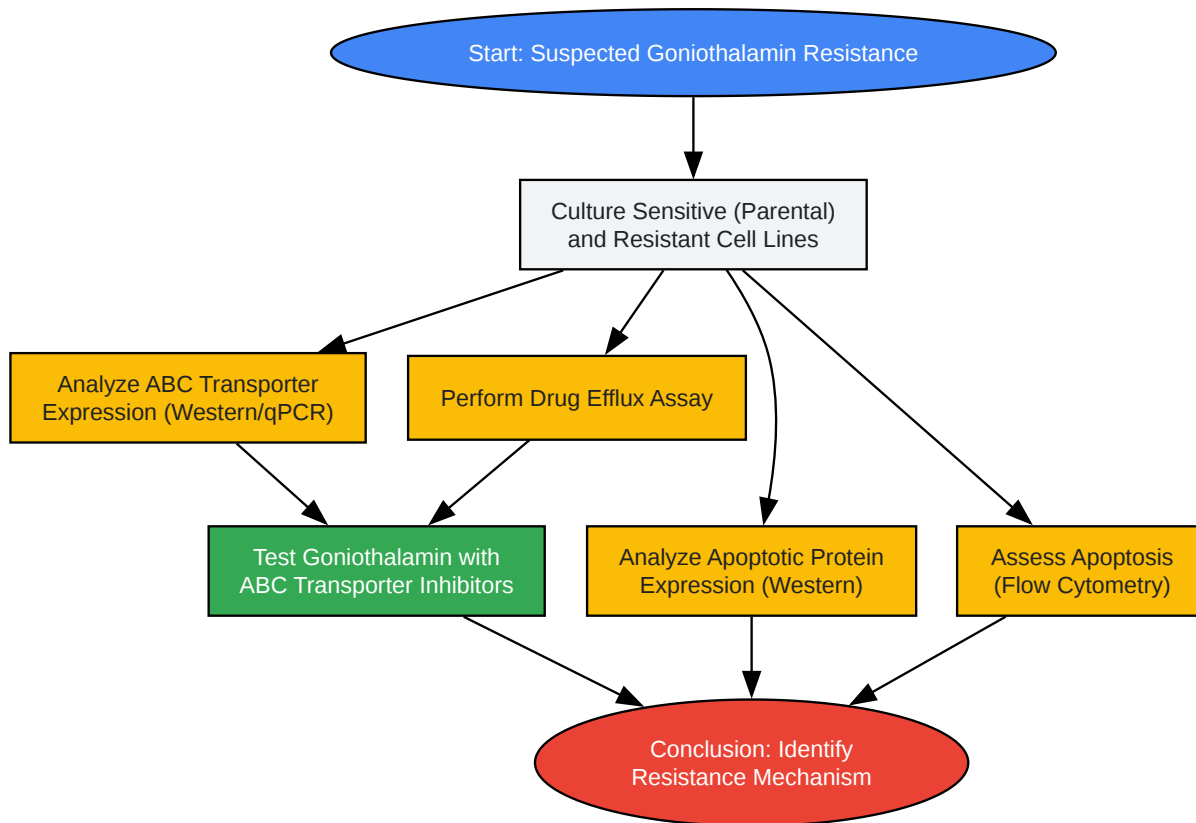 Start: Suspected Goniothalamin Resistance
Culture Sensitive (Parental)
and Resistant Cell Lines
Analyze ABC Transporter
Expression (Western/qPCR)
Perform Drug Efflux Assay
Test Goniothalamin with
ABC Transporter Inhibitors
Analyze Apoptotic Protein
Expression (Western)
Assess Apoptosis
(Flow Cytometry)
Conclusion: Identify
Resistance Mechanism